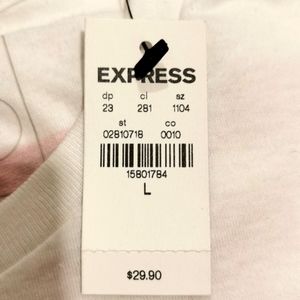 EXPRESS
dp cl sz
23 281 1104
st co
02810718 0010
15801784
L
$29.90